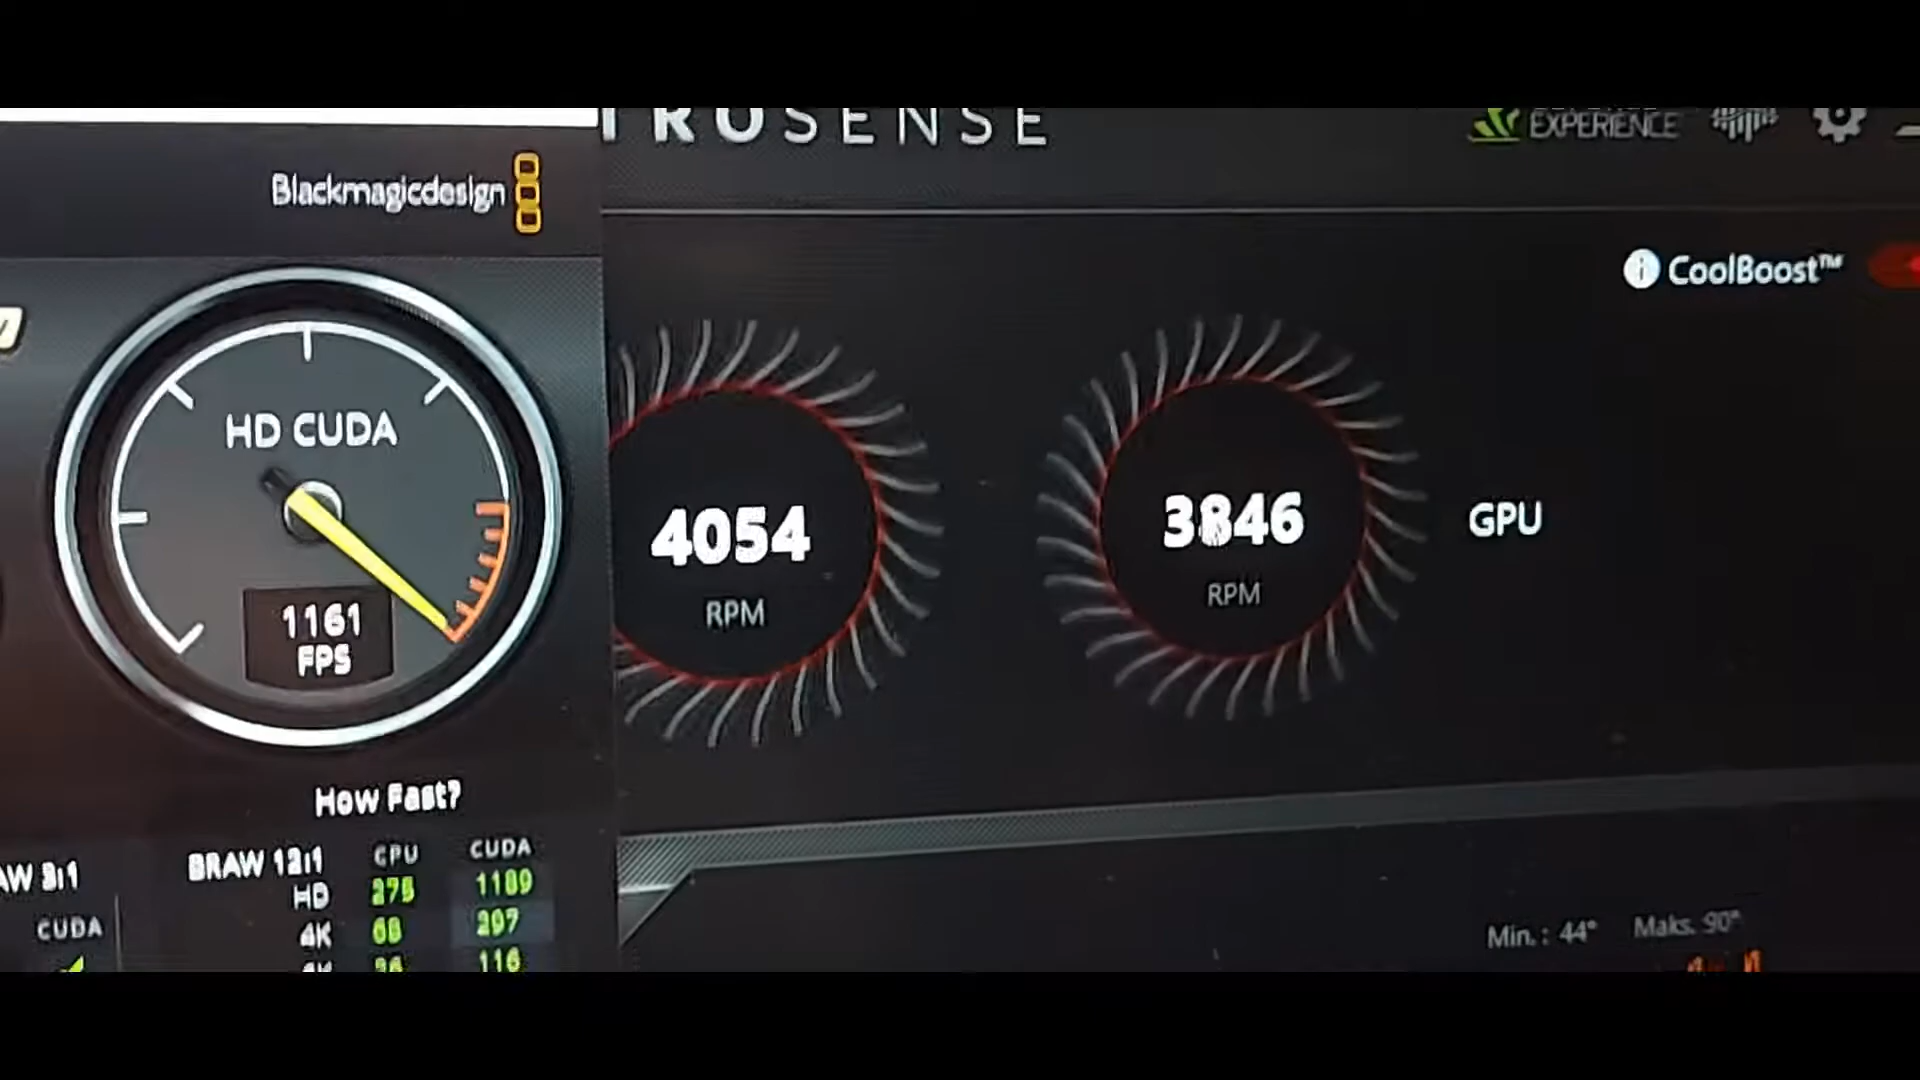 TROSENSE
EXPERIENCE
Blackmagicdesign
CoolBoost™
HD CUDA
1161
FPS
4054
RPM
3846
RPM
GPU
How Fast?
AW 3:1
CUDA
BRAW 12:1 CPU CUDA
HD 275 1189
4K 68 297
116
Min.: 44° Maks. 90°